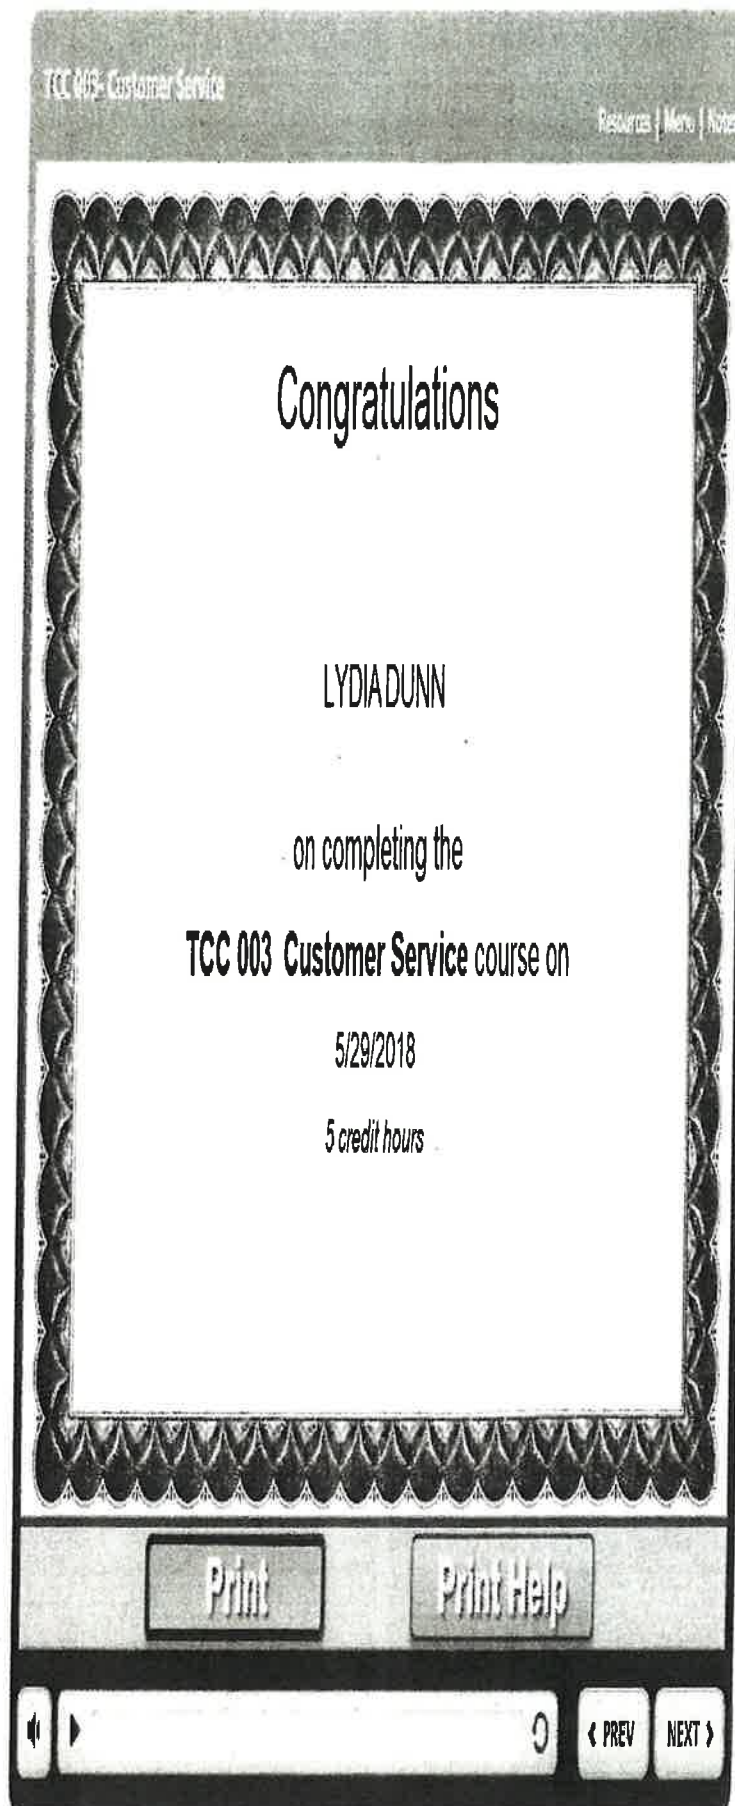 TCC 003- Customer Service
Resources | Menu | Notes
Congratulations
LYDIA DUNN
on completing the
TCC 003 Customer Service course on
5/29/2018
5 credit hours
Print
Print Help
❮ PREV
NEXT ❯